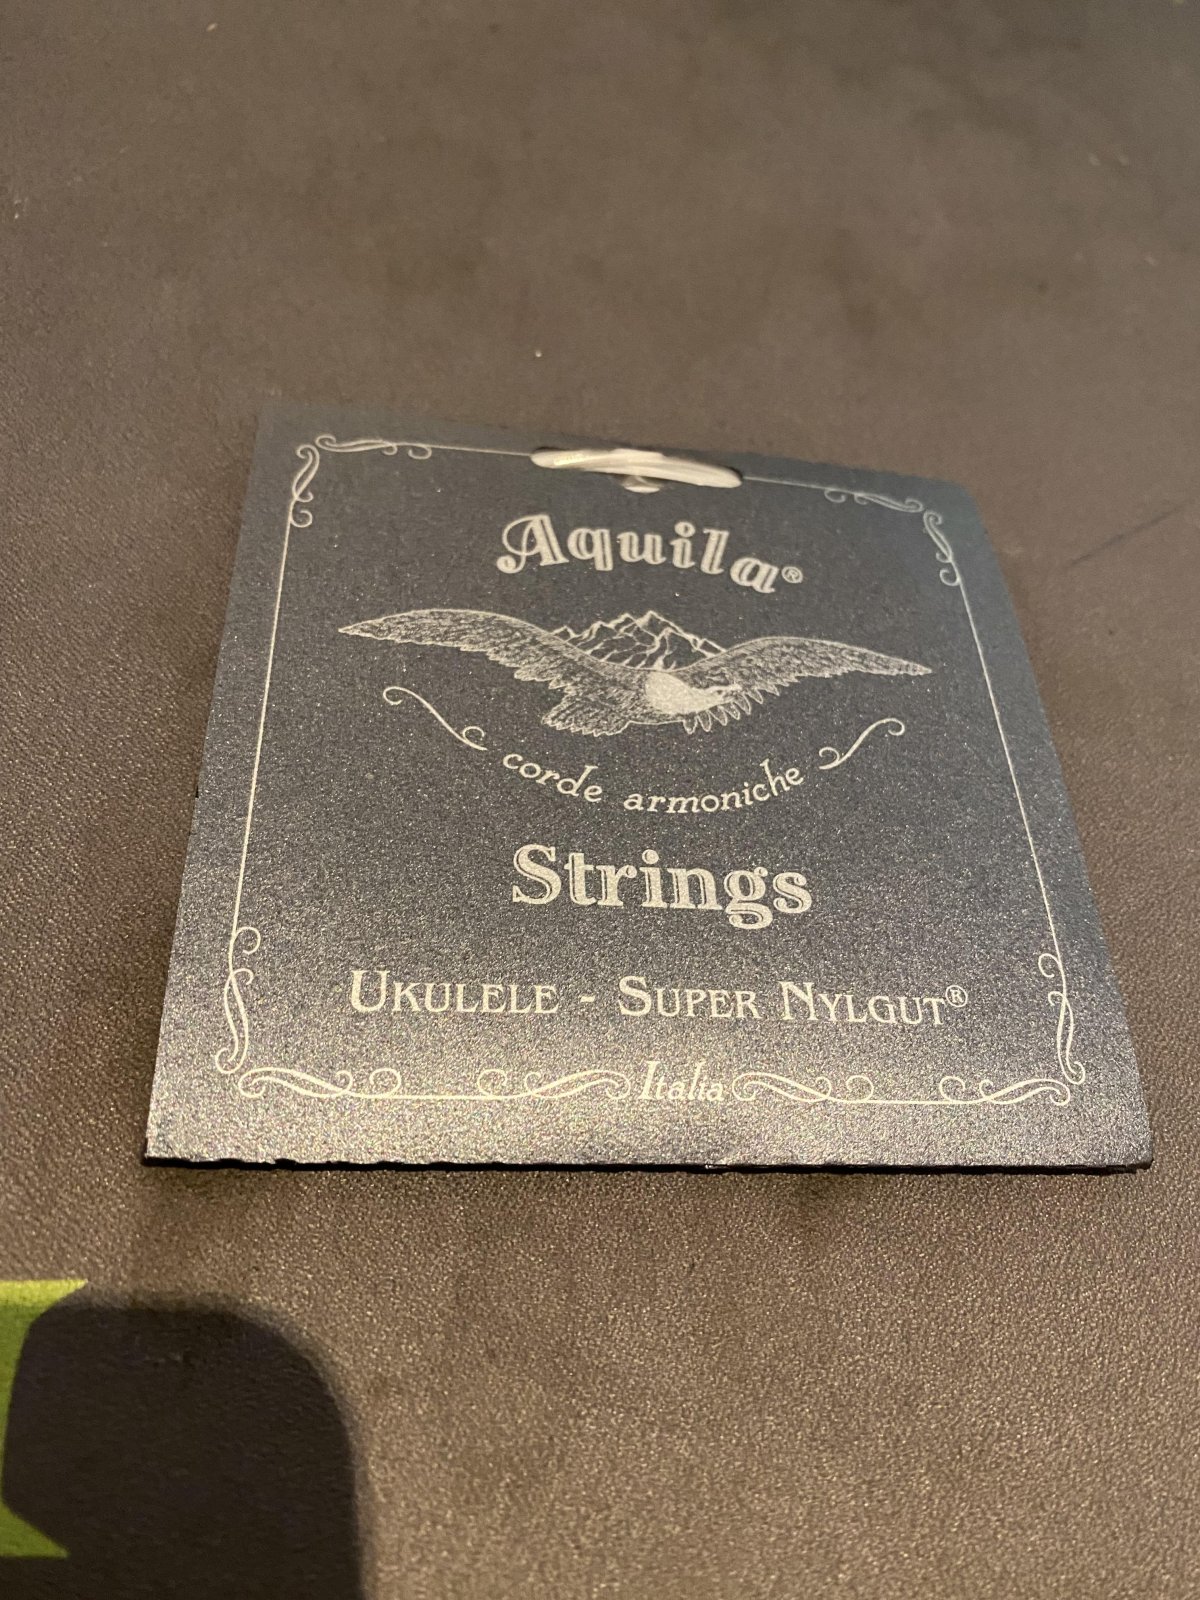 Aquila®
corde armoniche
Strings
UKULELE - SUPER NYLGUT®
Italia